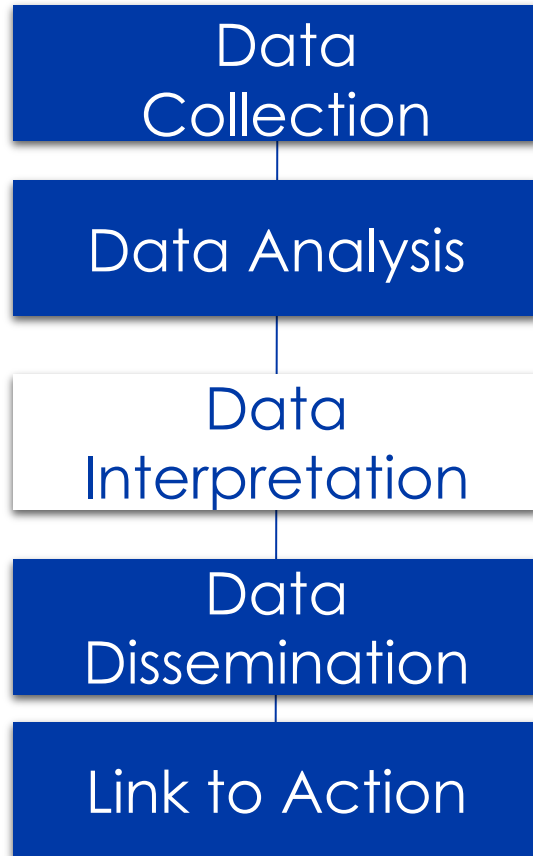 Data
Collection
Data Analysis
Data
Interpretation
Data
Dissemination
Link to Action